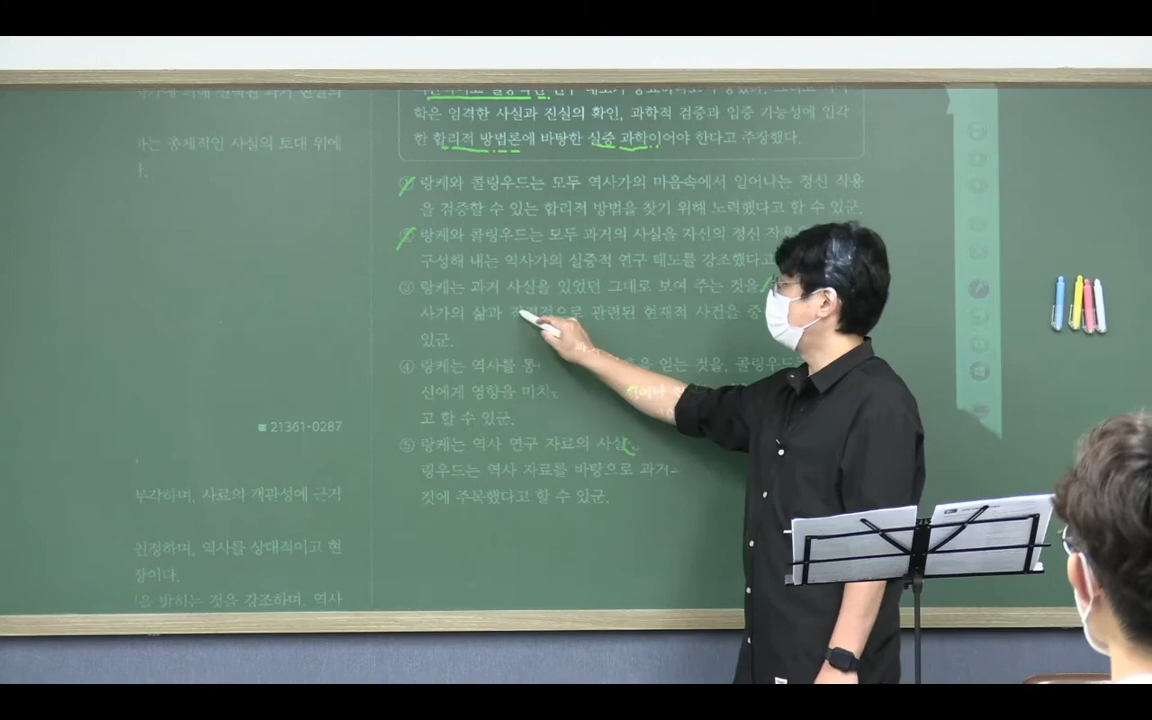 하는 총체적인 사실의 토대 위에
■ 21361-0287
부각하며, 사료의 객관성에 근거
인정하며, 역사를 상대적이고 현
장이다.
밝히는 것을 강조하며, 역사
학은 엄격한 사실과 진실의 확인, 과학적 검증과 입증 가능성에 입각
한 합리적 방법론에 바탕한 실증 과학이어야 한다고 주장했다.
① 랑케와 콜링우드는 모두 역사가의 마음속에서 일어나는 정신 작용
을 검증할 수 있는 합리적 방법을 찾기 위해 노력했다고 할 수 있군.
② 랑케와 콜링우드는 모두 과거의 사실을 자신의 정신 작용
구성해 내는 역사가의 실증적 연구 태도를 강조했다고
③ 랑케는 과거 사실을 있었던 그대로 보여 주는 것을
사가의 삶과 관련된 현재적 사건을 중
있군.
④ 랑케는 역사를 통 얻는 것을, 콜링우드는
신에게 영향을 미치
고 할 수 있군.
⑤ 랑케는 역사 연구 자료의 사실
링우드는 역사 자료를 바탕으로 과거
것에 주목했다고 할 수 있군.